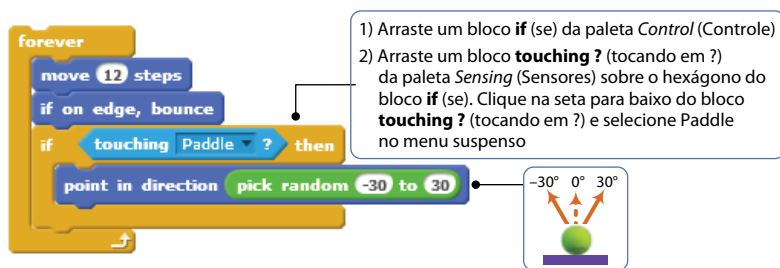 forever
move 12 steps
if on edge, bounce
if touching Paddle ? then
point in direction pick random -30 to 30
1) Arraste um bloco if (se) da paleta Control (Controle)
2) Arraste um bloco touching ? (tocando em ?)
da paleta Sensing (Sensores) sobre o hexágono do
bloco if (se). Clique na seta para baixo do bloco
touching ? (tocando em ?) e selecione Paddle
no menu suspenso
−30° 0° 30°